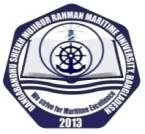 BANGABANDHU SHEIKH MUJIBUR RAHMAN MARITIME UNIVERSITY, BANGLADESH
We strive for Maritime Excellence
2013